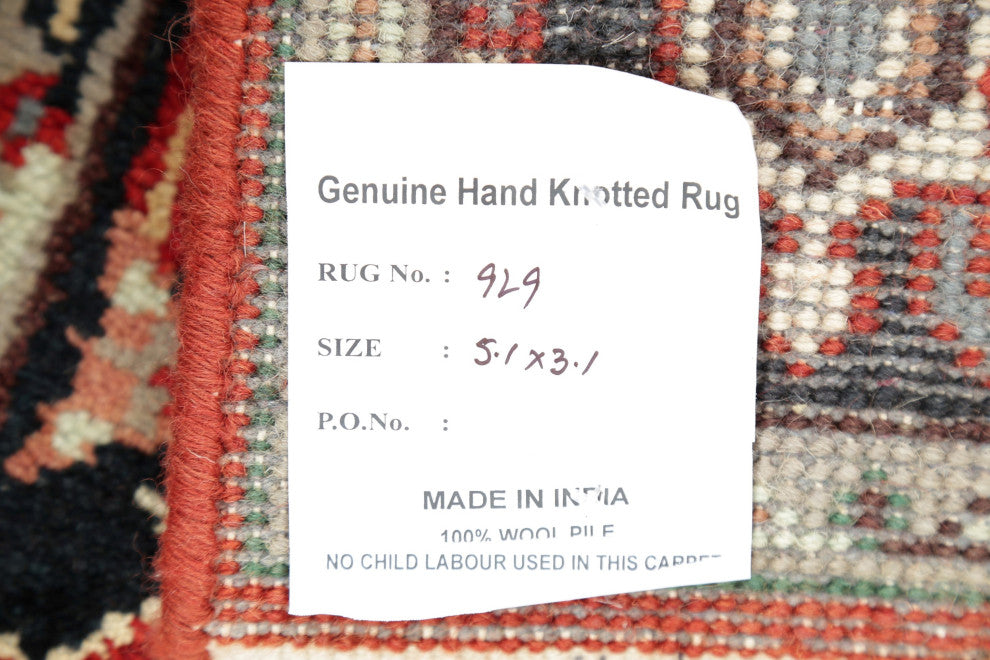 Genuine Hand Knotted Rug
RUG No. : 929
SIZE : 5.1 x 3.1
P.O.No. :
MADE IN INDIA
100% WOOL PILE
NO CHILD LABOUR USED IN THIS CARPET